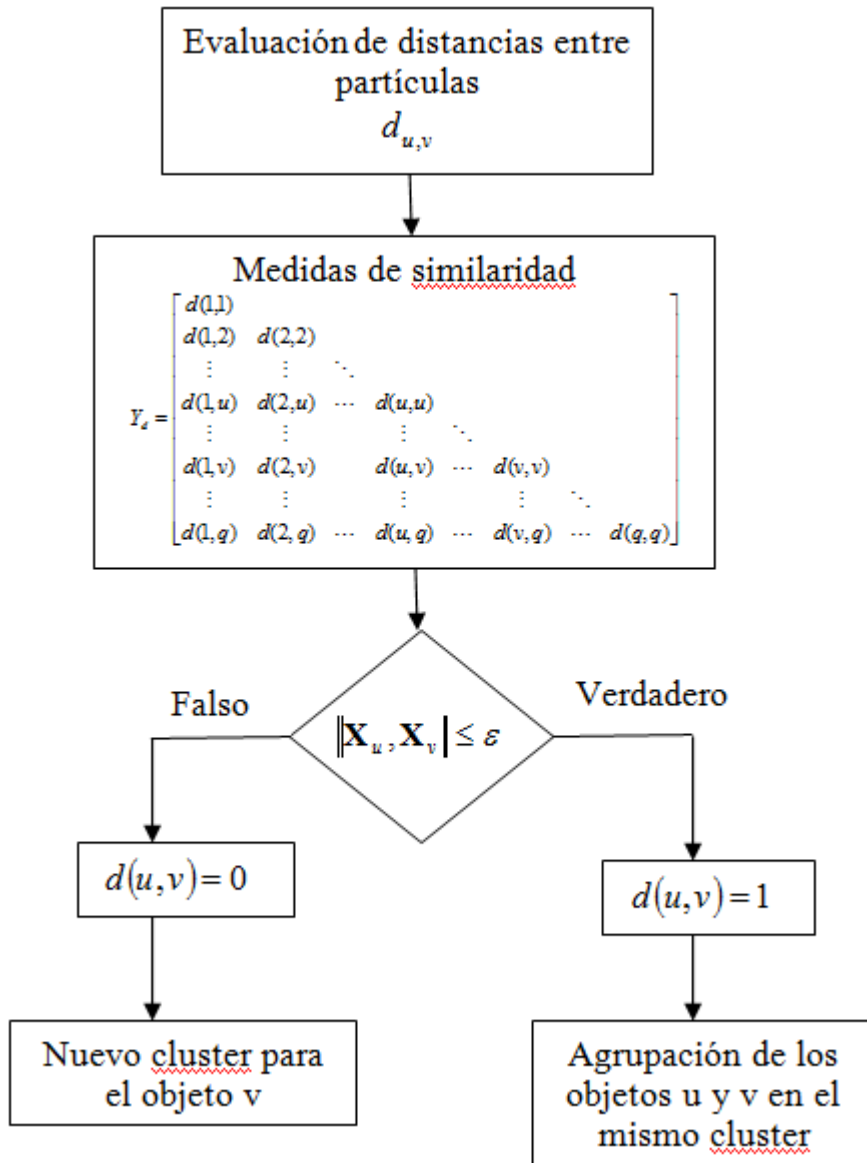 Evaluación de distancias entre
partículas
d_{u,v}
Medidas de similaridad
d(1,1)
d(1,2) d(2,2)
⋮ ⋮ ⋱
d(1,u) d(2,u) ⋯ d(u,u)
Y_d =
⋮ ⋮ ⋮ ⋱
d(1,v) d(2,v) d(u,v) ⋯ d(v,v)
⋮ ⋮ ⋮ ⋮ ⋱
d(1,q) d(2,q) ⋯ d(u,q) ⋯ d(v,q) ⋯ d(q,q)
Falso
Verdadero
‖X_u, X_v| ≤ ε
d(u,v)=0
d(u,v)=1
Nuevo cluster para
el objeto v
Agrupación de los
objetos u y v en el
mismo cluster